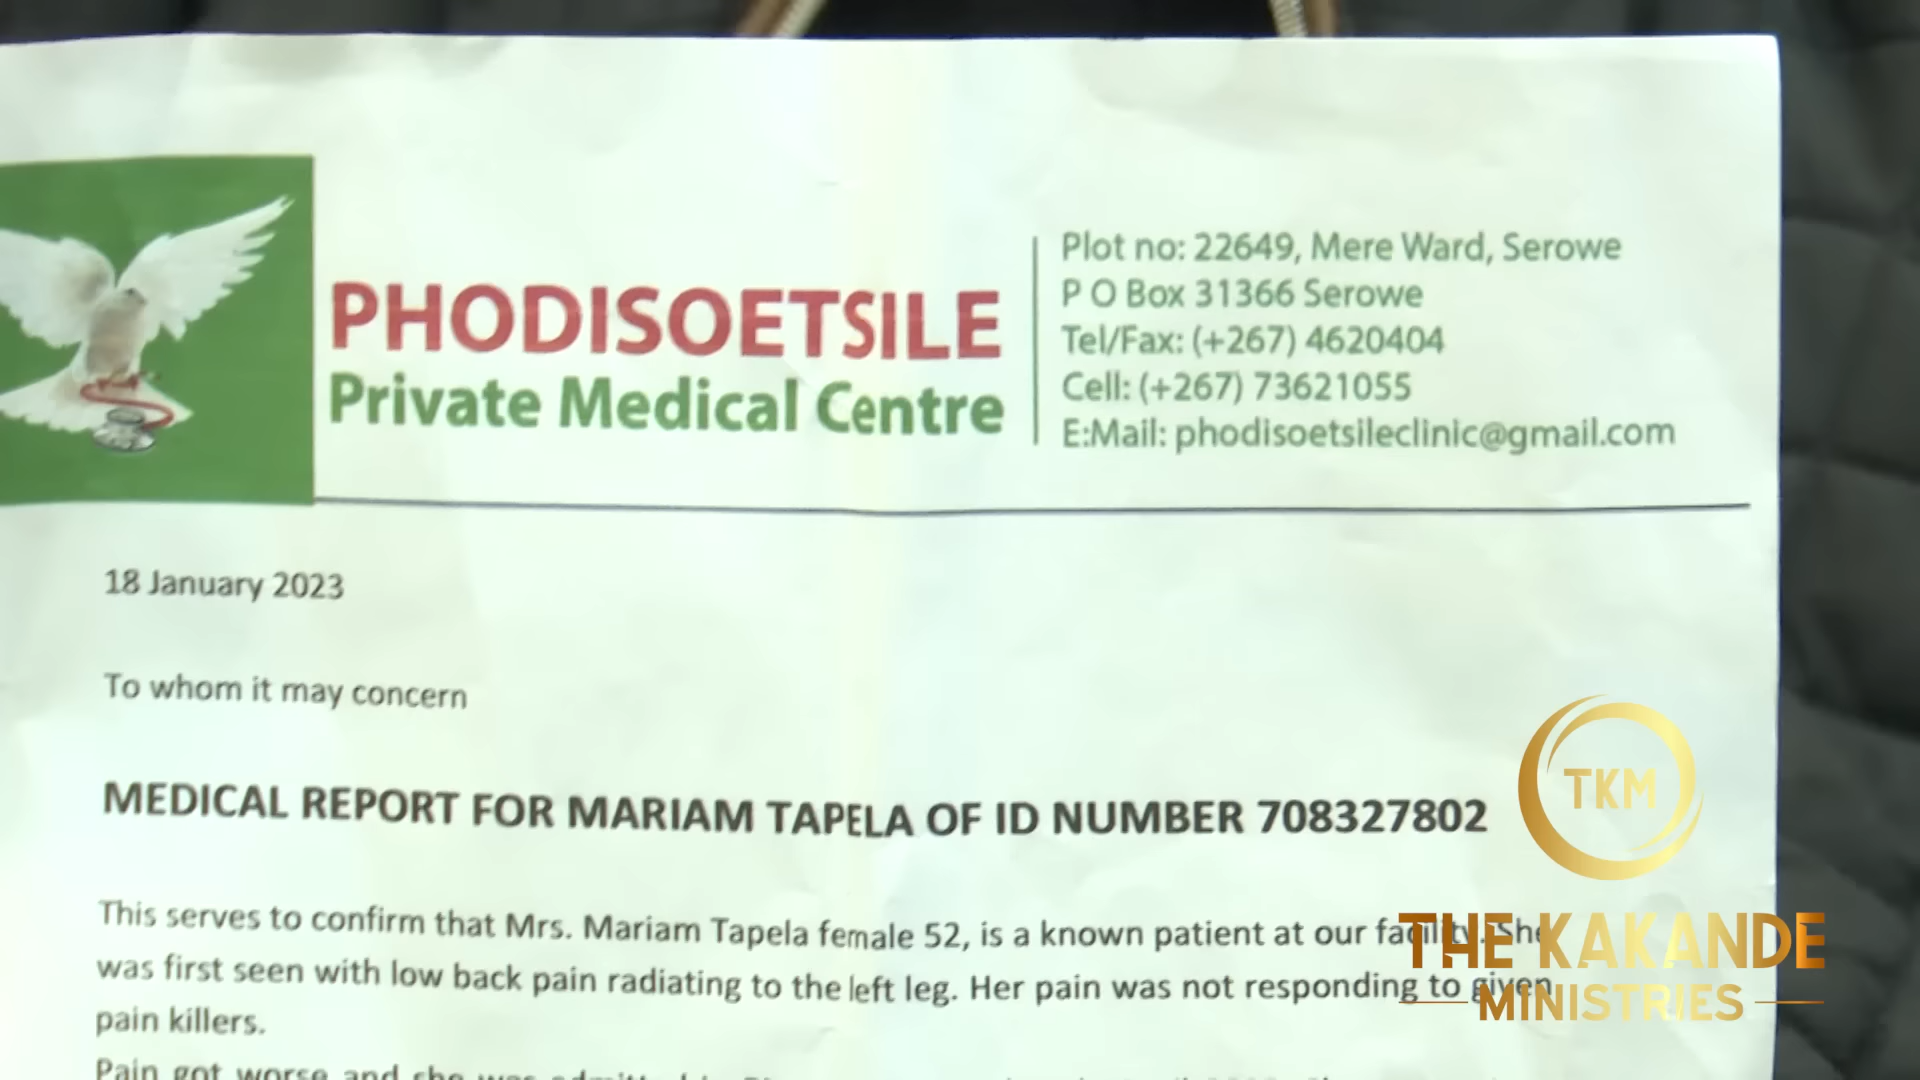 PHODISOETSILE
Private Medical Centre
Plot no: 22649, Mere Ward, Serowe
P O Box 31366 Serowe
Tel/Fax: (+267) 4620404
Cell: (+267) 73621055
E:Mail: phodisoetsileclinic@gmail.com
18 January 2023
To whom it may concern
MEDICAL REPORT FOR MARIAM TAPELA OF ID NUMBER 708327802
This serves to confirm that Mrs. Mariam Tapela female 52, is a known patient at our facility. She
was first seen with low back pain radiating to the left leg. Her pain was not responding to given
pain killers.
Pain got worse and she was
TKM
THE KAKANDE
MINISTRIES